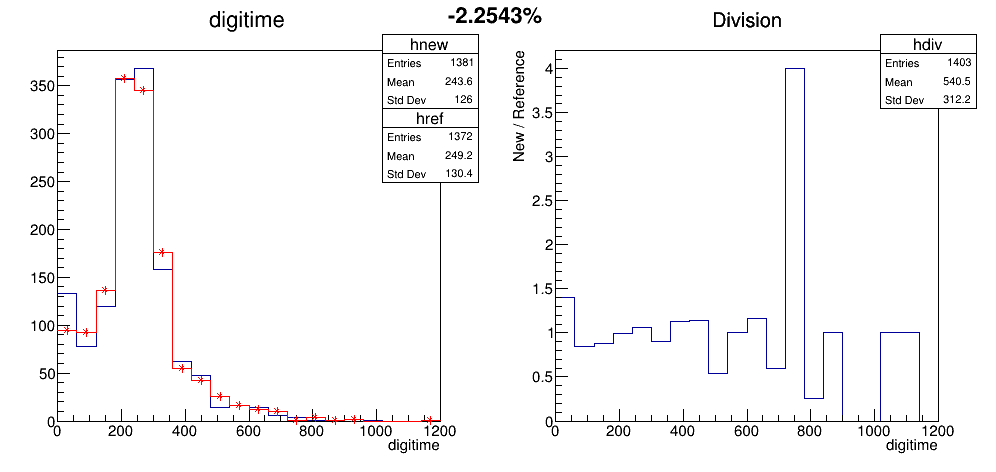 -2.2543%
digitime
hnew
Entries 1381
Mean 243.6
Std Dev 126
href
Entries 1372
Mean 249.2
Std Dev 130.4
350
300
250
200
150
100
50
0
0 200 400 600 800 1000 1200
digitime
Division
hdiv
Entries 1403
Mean 540.5
Std Dev 312.2
New / Reference
4
3.5
3
2.5
2
1.5
1
0.5
0
0 200 400 600 800 1000 1200
digitime